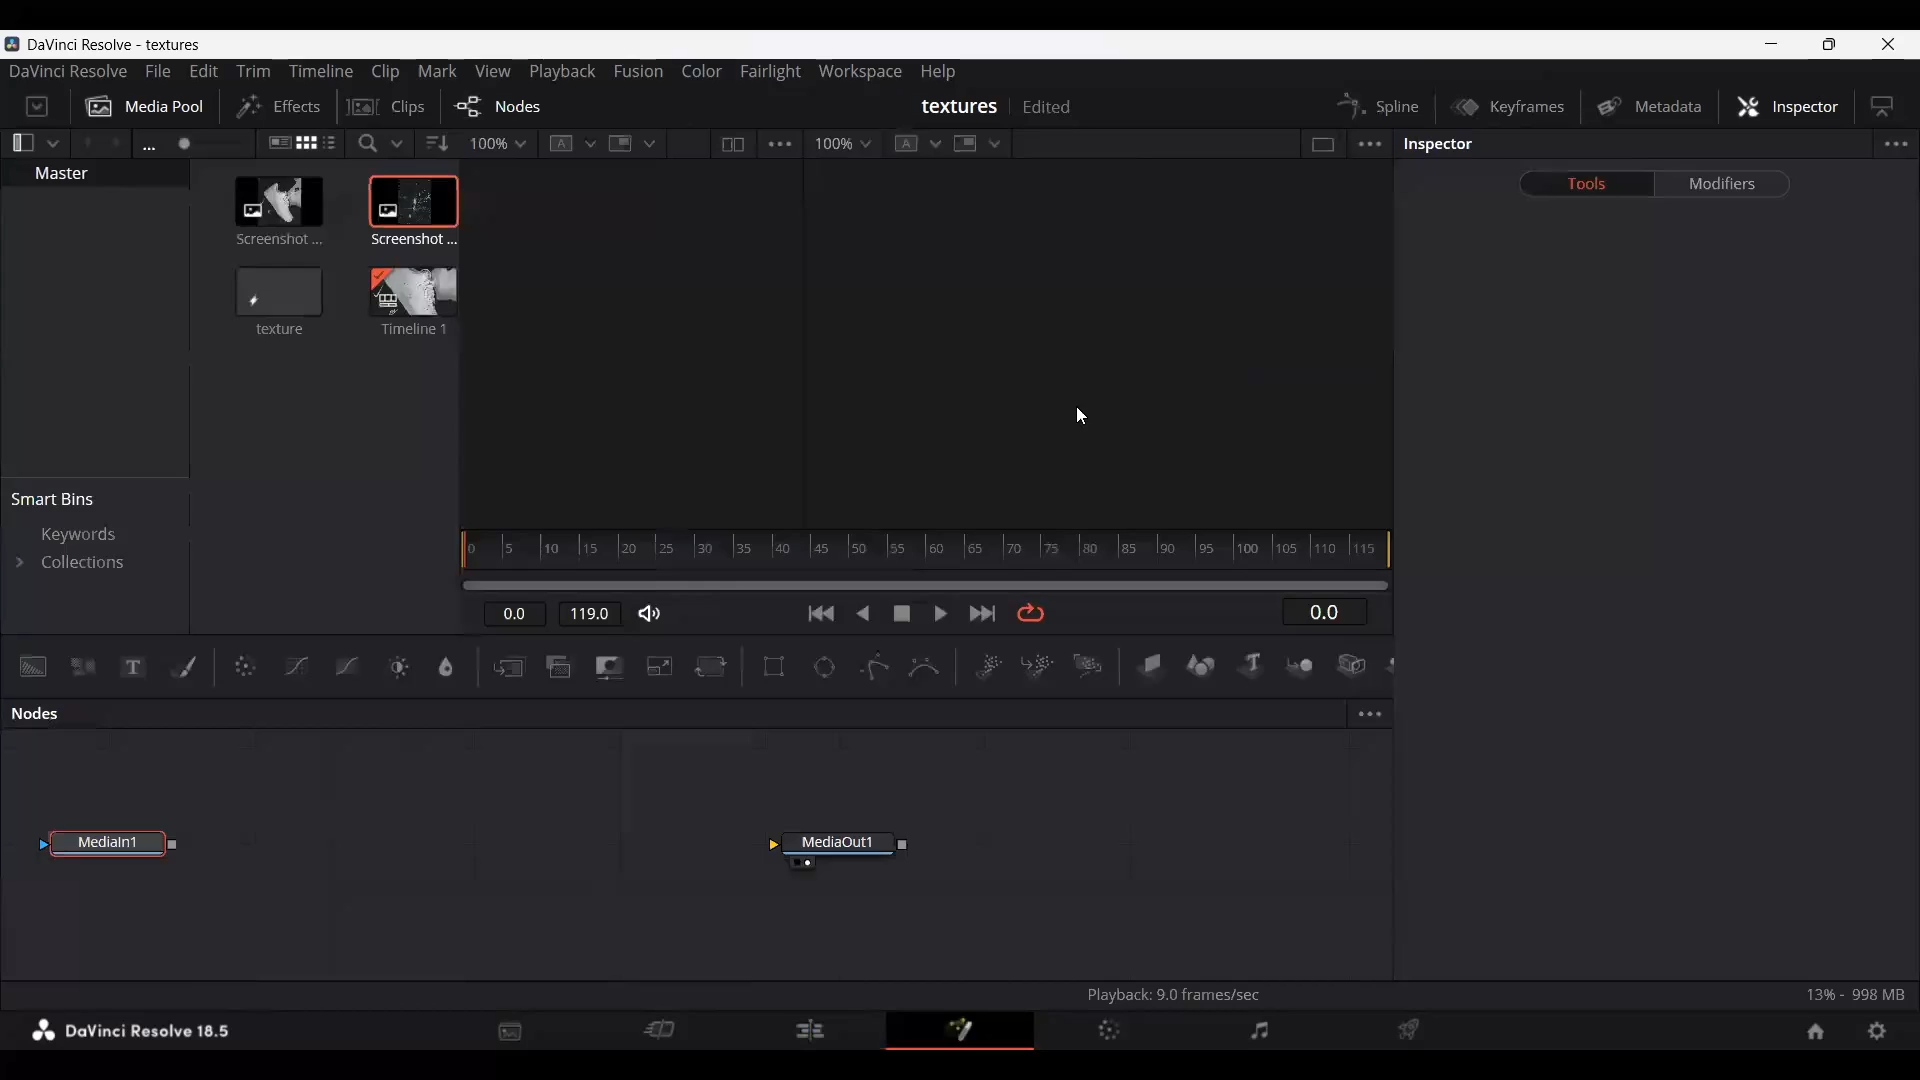 DaVinci Resolve - textures
DaVinci Resolve File Edit Trim Timeline Clip Mark View Playback Fusion Color Fairlight Workspace Help
Media Pool Effects Clips Nodes textures Edited Spline Keyframes Metadata Inspector
... 100% A 100% A Inspector
Master
Tools Modifiers
Screenshot ... Screenshot ...
texture Timeline 1
Smart Bins
Keywords
Collections
0 5 10 15 20 25 30 35 40 45 50 55 60 65 70 75 80 85 90 95 100 105 110 115
0.0 119.0 0.0
T T
Nodes
MediaIn1 MediaOut1
Playback: 9.0 frames/sec 13% - 998 MB
DaVinci Resolve 18.5